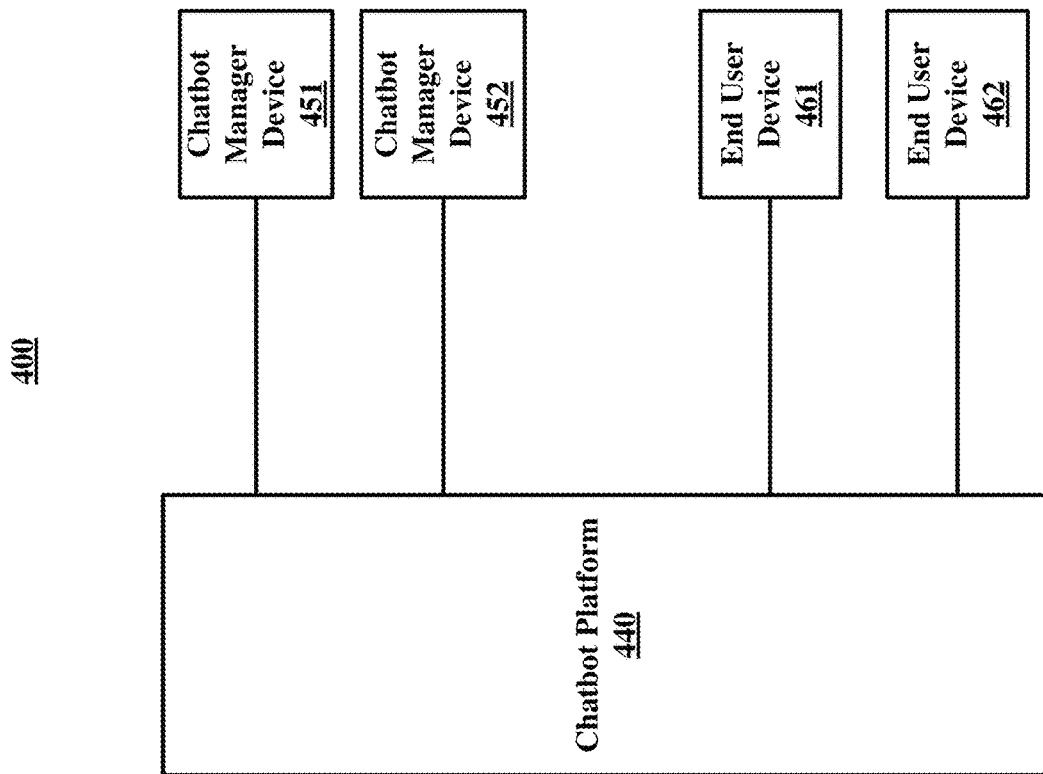 400
Chatbot Platform
440
Chatbot
Manager
Device
451
Chatbot
Manager
Device
452
End User
Device
461
End User
Device
462